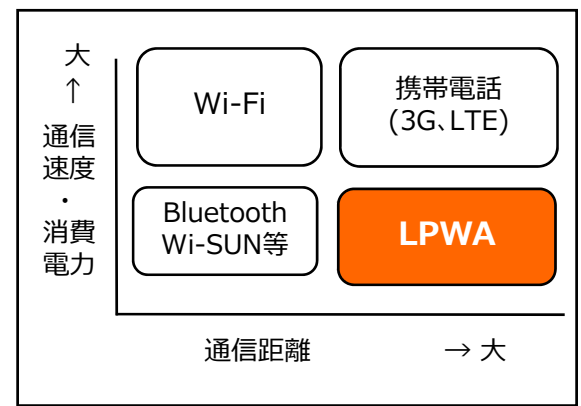 大
↑
通信
速度
・
消費
電力
Wi-Fi
携帯電話
(3G、LTE)
Bluetooth
Wi-SUN等
LPWA
通信距離 → 大